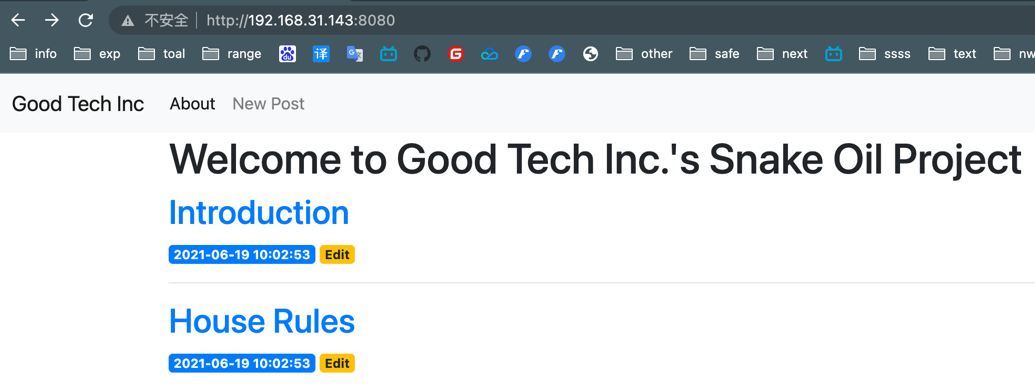 不安全 http://192.168.31.143:8080
info exp toal range du 译 G other safe next ssss text nw
Good Tech Inc About New Post
Welcome to Good Tech Inc.'s Snake Oil Project
Introduction
2021-06-19 10:02:53 Edit
House Rules
2021-06-19 10:02:53 Edit